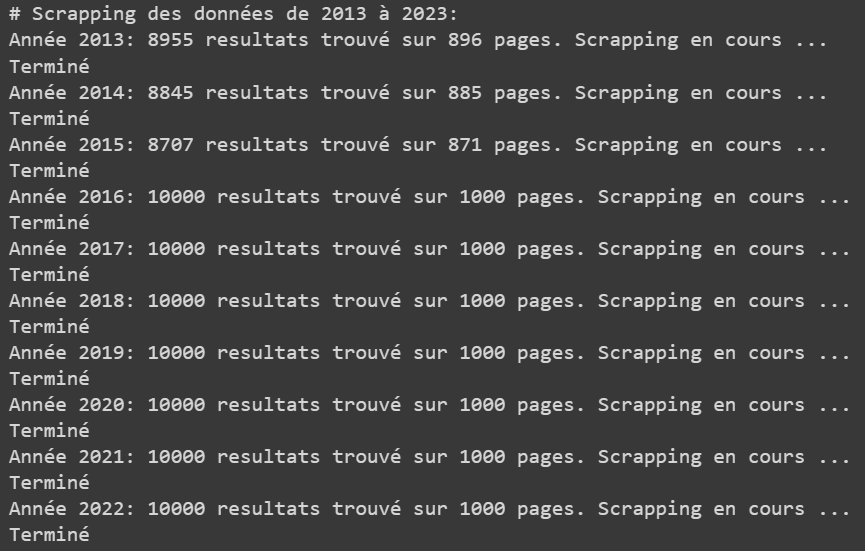 # Scrapping des données de 2013 à 2023:
Année 2013: 8955 resultats trouvé sur 896 pages. Scrapping en cours ...
Terminé
Année 2014: 8845 resultats trouvé sur 885 pages. Scrapping en cours ...
Terminé
Année 2015: 8707 resultats trouvé sur 871 pages. Scrapping en cours ...
Terminé
Année 2016: 10000 resultats trouvé sur 1000 pages. Scrapping en cours ...
Terminé
Année 2017: 10000 resultats trouvé sur 1000 pages. Scrapping en cours ...
Terminé
Année 2018: 10000 resultats trouvé sur 1000 pages. Scrapping en cours ...
Terminé
Année 2019: 10000 resultats trouvé sur 1000 pages. Scrapping en cours ...
Terminé
Année 2020: 10000 resultats trouvé sur 1000 pages. Scrapping en cours ...
Terminé
Année 2021: 10000 resultats trouvé sur 1000 pages. Scrapping en cours ...
Terminé
Année 2022: 10000 resultats trouvé sur 1000 pages. Scrapping en cours ...
Terminé